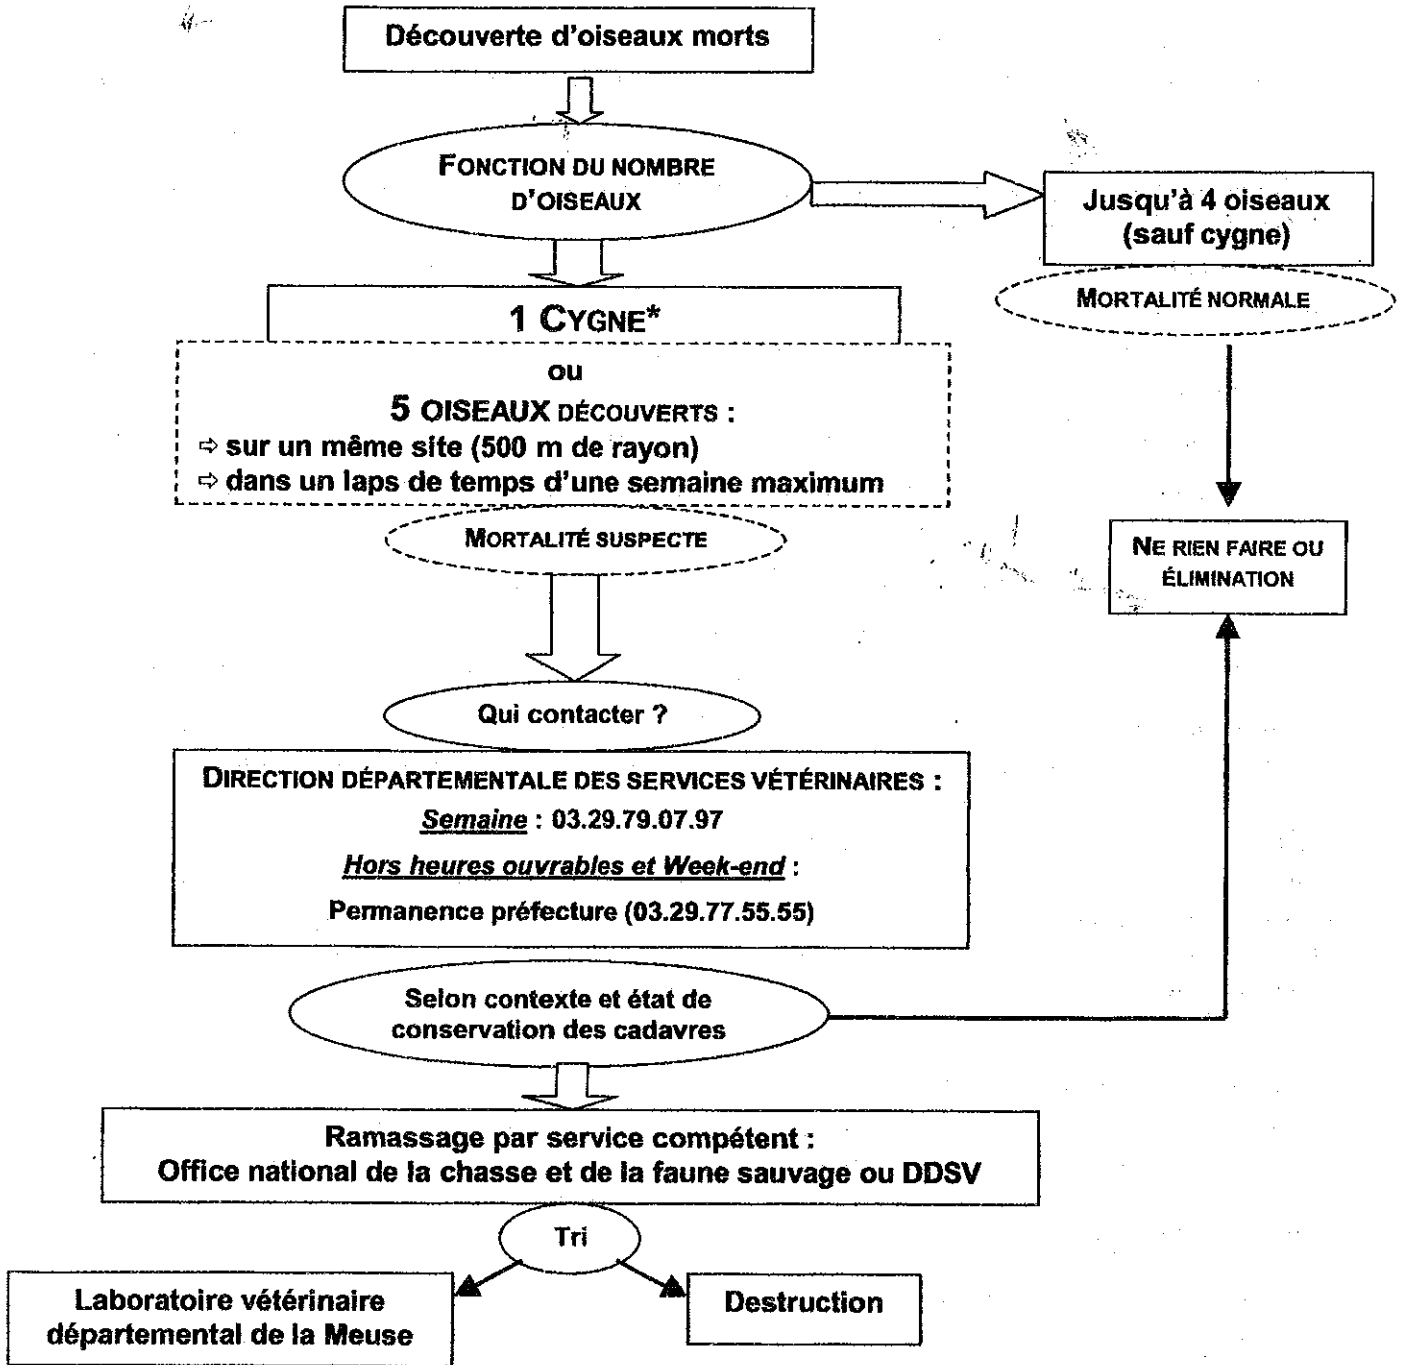 Découverte d'oiseaux morts
FONCTION DU NOMBRE
D'OISEAUX
Jusqu'à 4 oiseaux
(sauf cygne)
MORTALITÉ NORMALE
1 CYGNE*
ou
5 OISEAUX DÉCOUVERTS :
⇨ sur un même site (500 m de rayon)
⇨ dans un laps de temps d'une semaine maximum
MORTALITÉ SUSPECTE
NE RIEN FAIRE OU
ÉLIMINATION
Qui contacter ?
DIRECTION DÉPARTEMENTALE DES SERVICES VÉTÉRINAIRES :
Semaine : 03.29.79.07.97
Hors heures ouvrables et Week-end :
Permanence préfecture (03.29.77.55.55)
Selon contexte et état de
conservation des cadavres
Ramassage par service compétent :
Office national de la chasse et de la faune sauvage ou DDSV
Tri
Laboratoire vétérinaire
départemental de la Meuse
Destruction